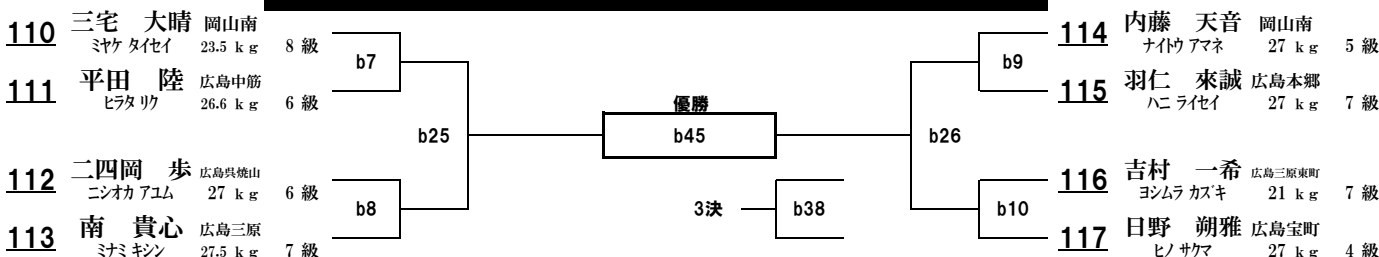 110 三宅 大晴 岡山南
ミヤケ タイセイ 23.5 kg 8 級
111 平田 陸 広島中筋
ヒラタ リク 26.6 kg 6 級
112 二四岡 歩 広島呉焼山
ニシオカ アユム 27 kg 6 級
113 南 貴心 広島三原
ミナミ キシン 27.5 kg 7 級
b7
b25
b8
優勝
b45
3決
b38
b9
b26
b10
114 内藤 天音 岡山南
ナイトウ アマネ 27 kg 5 級
115 羽仁 來誠 広島本郷
ハニ ライセイ 27 kg 7 級
116 吉村 一希 広島三原東町
ヨシムラ カズキ 21 kg 7 級
117 日野 朔雅 広島宝町
ヒノ サクマ 27 kg 4 級